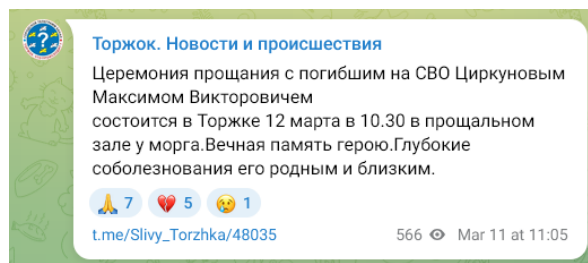 Торжок. Новости и происшествия
Церемония прощания с погибшим на СВО Циркуновым
Максимом Викторовичем
состоится в Торжке 12 марта в 10.30 в прощальном
зале у морга.Вечная память герою.Глубокие
соболезнования его родным и близким.
🙏 7 💔 5 😢 1
t.me/Slivy_Torzhka/48035 566 Mar 11 at 11:05